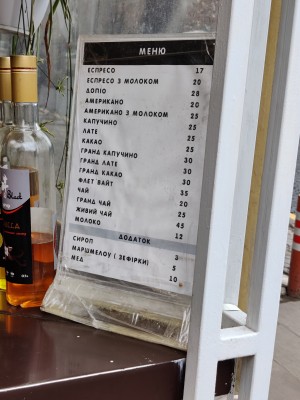 МЕНЮ
ЕСПРЕСО 17
ЕСПРЕСО З МОЛОКОМ 20
ДОПІО 28
АМЕРИКАНО 20
АМЕРИКАНО З МОЛОКОМ 25
КАПУЧИНО 25
ЛАТЕ 25
КАКАО 25
ГРАНД КАПУЧИНО 30
ГРАНД ЛАТЕ 30
ГРАНД КАКАО 30
ФЛЕТ ВАЙТ 35
ЧАЙ 20
ГРАНД ЧАЙ 25
ЖИВИЙ ЧАЙ 45
МОЛОКО 12
ДОДАТОК
СИРОП 3
МАРШМЕЛОУ ( ЗЕФІРКИ) 5
МЕД 10